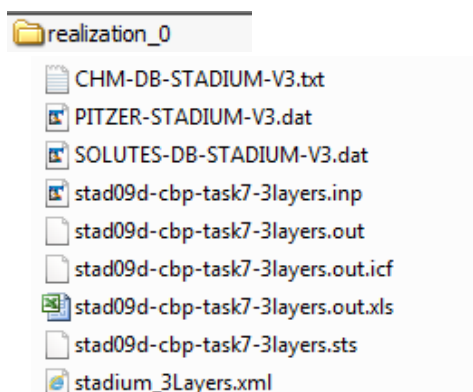 realization_0
CHM-DB-STADIUM-V3.txt
PITZER-STADIUM-V3.dat
SOLUTES-DB-STADIUM-V3.dat
stad09d-cbp-task7-3layers.inp
stad09d-cbp-task7-3layers.out
stad09d-cbp-task7-3layers.out.icf
stad09d-cbp-task7-3layers.out.xls
stad09d-cbp-task7-3layers.sts
stadium_3Layers.xml